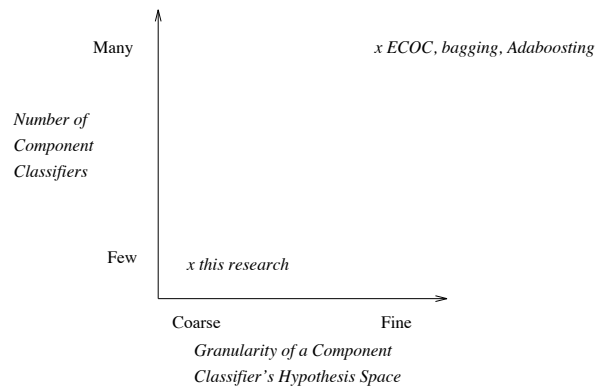 Many
x ECOC, bagging, Adaboosting
Number of
Component
Classifiers
Few
x this research
Coarse
Fine
Granularity of a Component
Classifier's Hypothesis Space